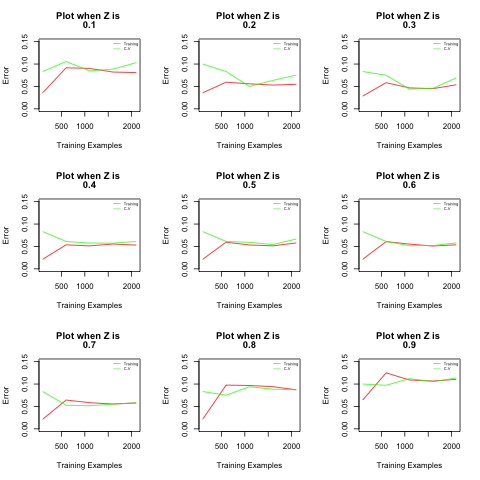 Plot when Z is
0.1
Training
C.V
Error
0.00 0.05 0.10 0.15
500 1000 2000
Training Examples
Plot when Z is
0.2
Training
C.V
Error
0.00 0.05 0.10 0.15
500 1000 2000
Training Examples
Plot when Z is
0.3
Training
C.V
Error
0.00 0.05 0.10 0.15
500 1000 2000
Training Examples
Plot when Z is
0.4
Training
C.V
Error
0.00 0.05 0.10 0.15
500 1000 2000
Training Examples
Plot when Z is
0.5
Training
C.V
Error
0.00 0.05 0.10 0.15
500 1000 2000
Training Examples
Plot when Z is
0.6
Training
C.V
Error
0.00 0.05 0.10 0.15
500 1000 2000
Training Examples
Plot when Z is
0.7
Training
C.V
Error
0.00 0.05 0.10 0.15
500 1000 2000
Training Examples
Plot when Z is
0.8
Training
C.V
Error
0.00 0.05 0.10 0.15
500 1000 2000
Training Examples
Plot when Z is
0.9
Training
C.V
Error
0.00 0.05 0.10 0.15
500 1000 2000
Training Examples